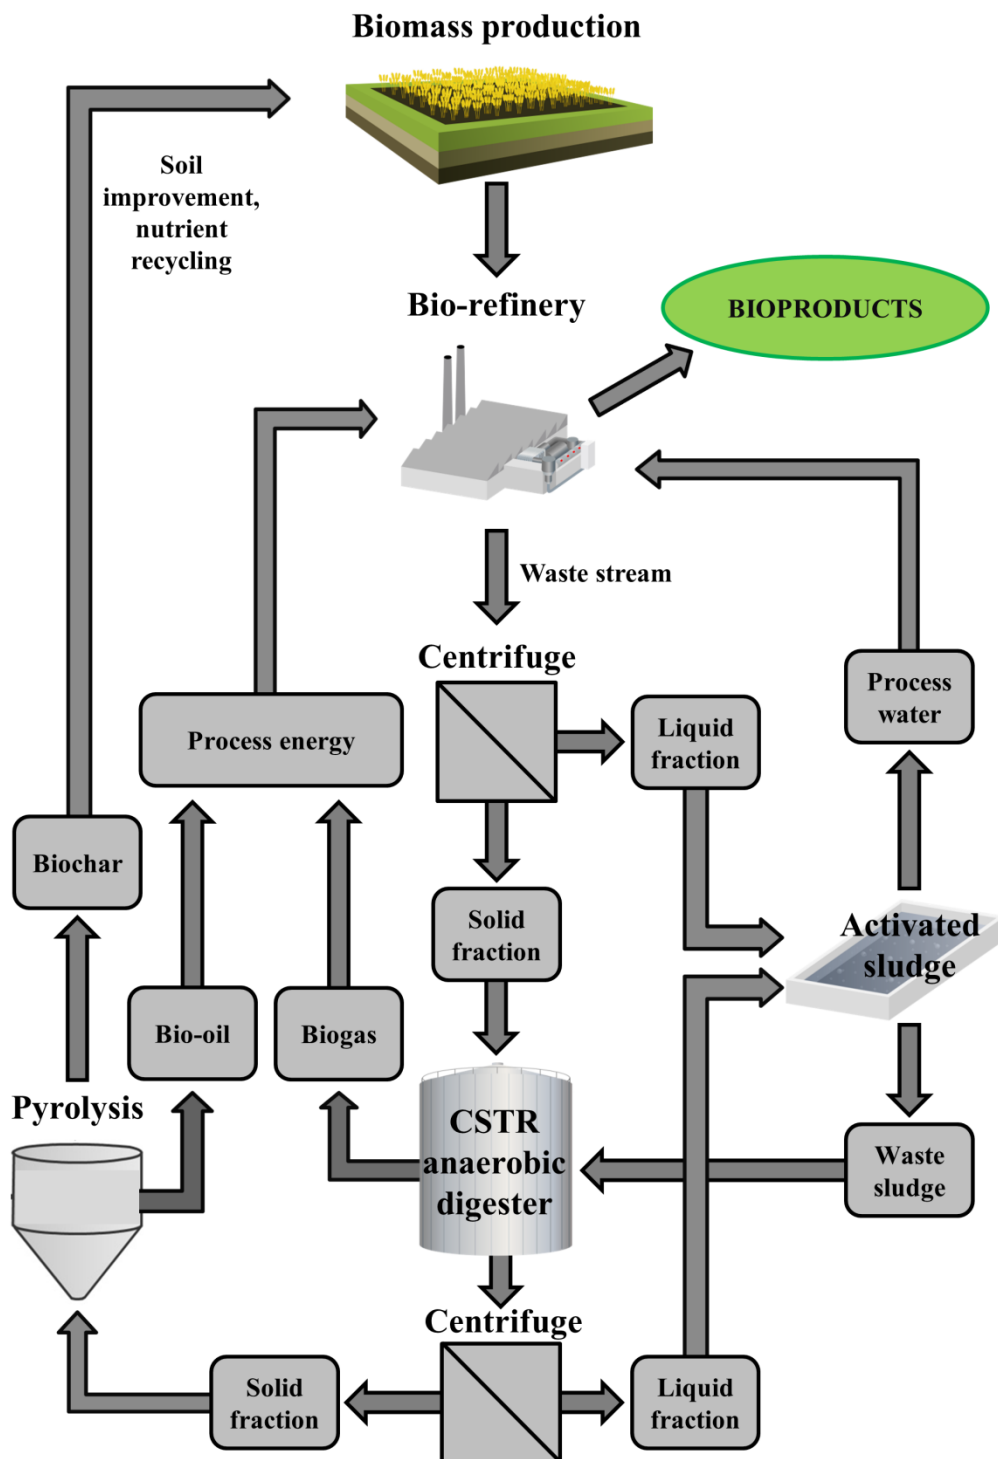 Biomass production
Soil
improvement,
nutrient
recycling
Bio-refinery
BIOPRODUCTS
Waste stream
Centrifuge
Process
water
Liquid
fraction
Process energy
Biochar
Solid
fraction
Activated
sludge
Bio-oil
Biogas
Pyrolysis
CSTR
anaerobic
digester
Waste
sludge
Centrifuge
Solid
fraction
Liquid
fraction